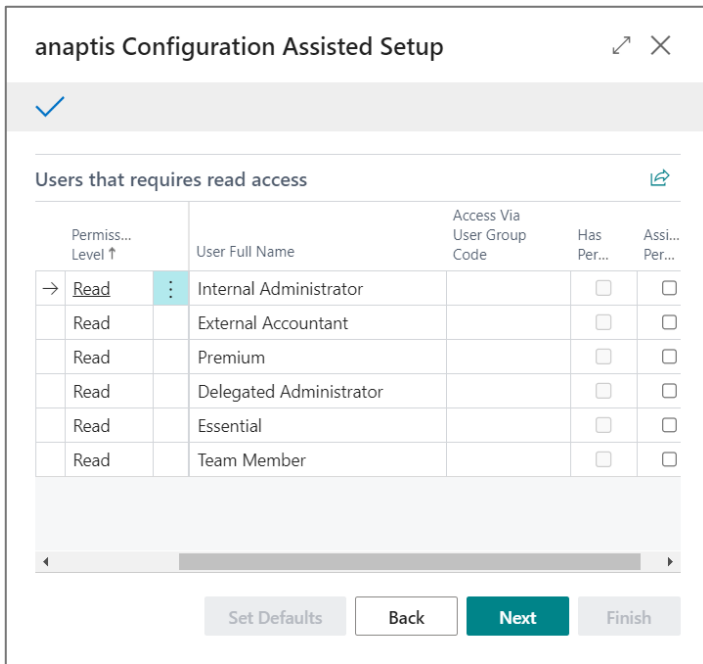 anaptis Configuration Assisted Setup
Users that requires read access
Permiss... Level ↑ User Full Name Access Via User Group Code Has Per... Assi... Per...
→ Read Internal Administrator
Read External Accountant
Read Premium
Read Delegated Administrator
Read Essential
Read Team Member
Set Defaults Back Next Finish